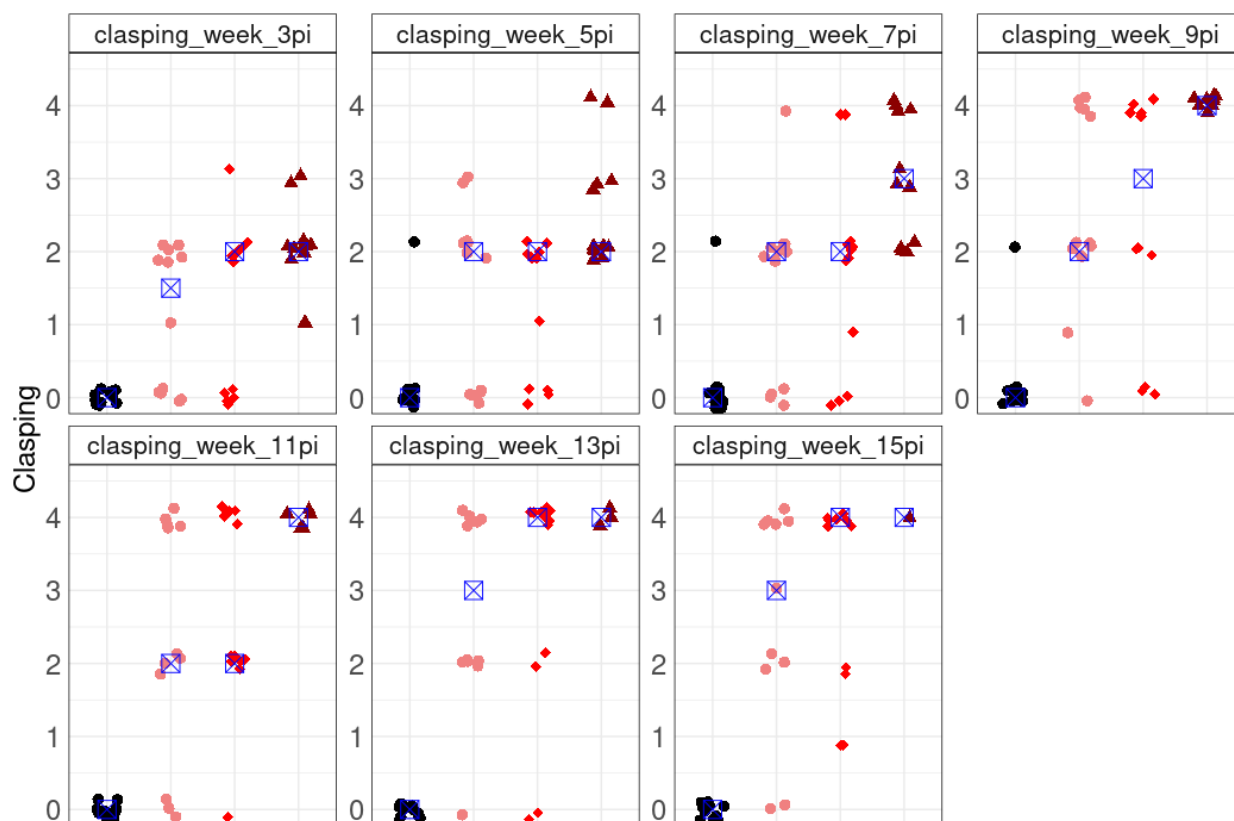 clasping_week_3pi clasping_week_5pi clasping_week_7pi clasping_week_9pi
4 4 4 4
3 3 3 3
2 2 2 2
1 1 1 1
0 0 0 0
Clasping
clasping_week_11pi clasping_week_13pi clasping_week_15pi
4 4 4
3 3 3
2 2 2
1 1 1
0 0 0